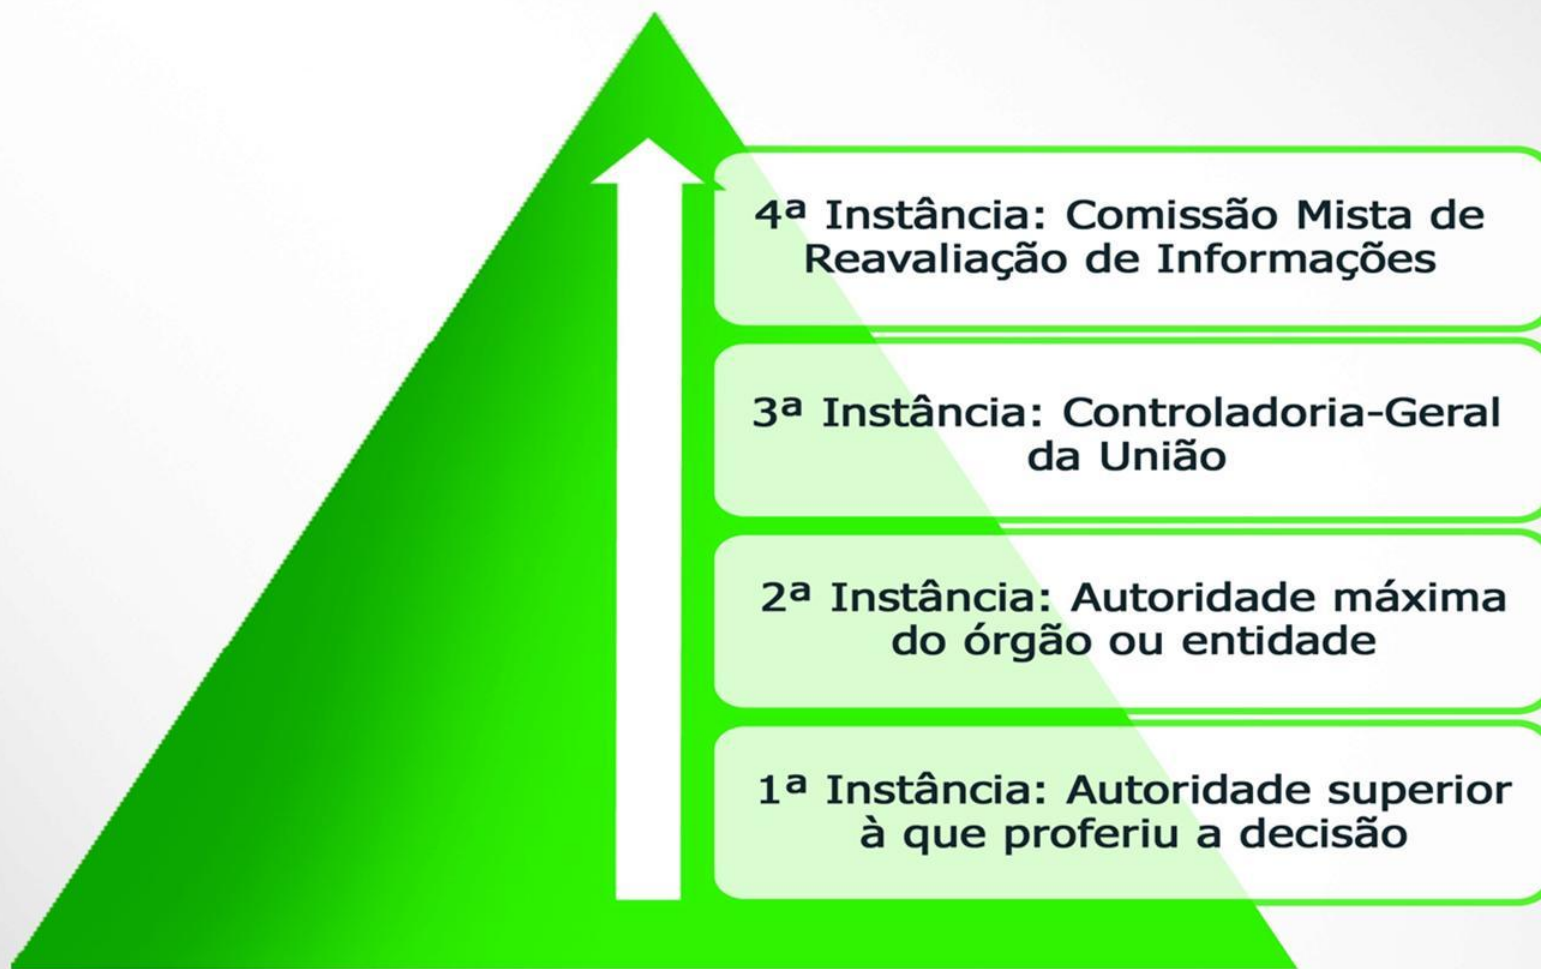 4ª Instância: Comissão Mista de
Reavaliação de Informações
3ª Instância: Controladoria-Geral
da União
2ª Instância: Autoridade máxima
do órgão ou entidade
1ª Instância: Autoridade superior
à que proferiu a decisão